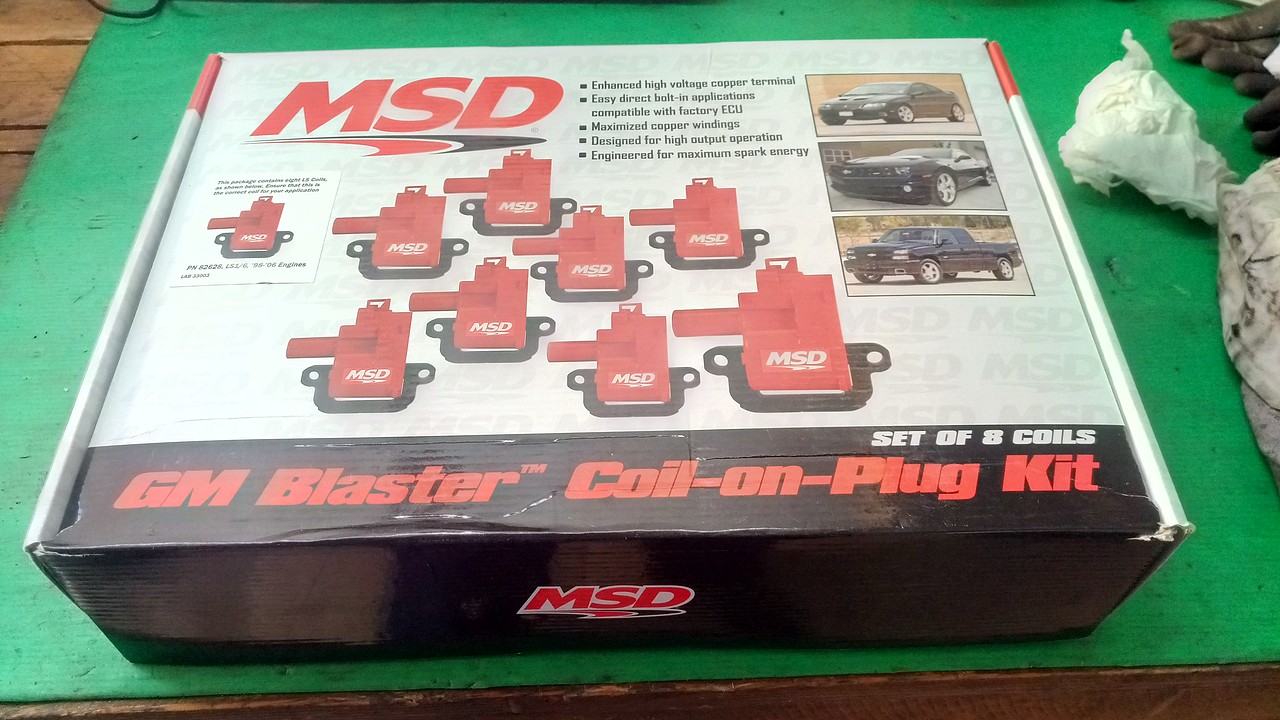 MSD
■ Enhanced high voltage copper terminal
■ Easy direct bolt-in applications
compatible with factory ECU
■ Maximized copper windings
■ Designed for high output operation
■ Engineered for maximum spark energy
This package contains eight LS Coils,
as shown below. Ensure that this is
the correct coil for your application
MSD
PN 82628, LS1/6, '98-'06 Engines
LAB 33003
MSD
MSD
MSD
MSD
MSD
MSD
MSD
MSD
SET OF 8 COILS
GM Blaster™ Coil-on-Plug Kit
MSD